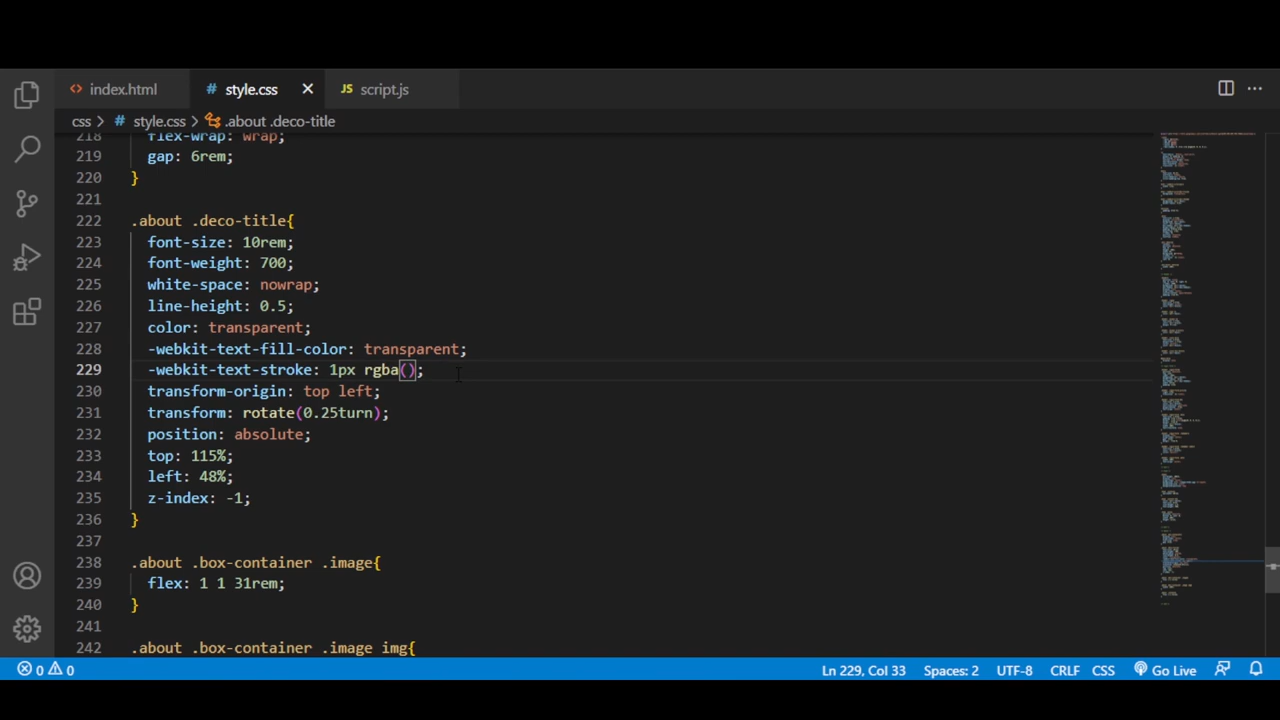 index.html
style.css
JS script.js
css > # style.css > .about .deco-title
218 flex-wrap: wrap;
219 gap: 6rem;
220 }
221
222 .about .deco-title{
223 font-size: 10rem;
224 font-weight: 700;
225 white-space: nowrap;
226 line-height: 0.5;
227 color: transparent;
228 -webkit-text-fill-color: transparent;
229 -webkit-text-stroke: 1px rgba();
230 transform-origin: top left;
231 transform: rotate(0.25turn);
232 position: absolute;
233 top: 115%;
234 left: 48%;
235 z-index: -1;
236 }
237
238 .about .box-container .image{
239 flex: 1 1 31rem;
240 }
241
242 .about .box-container .image img{
0 0 Ln 229, Col 33 Spaces: 2 UTF-8 CRLF CSS Go Live